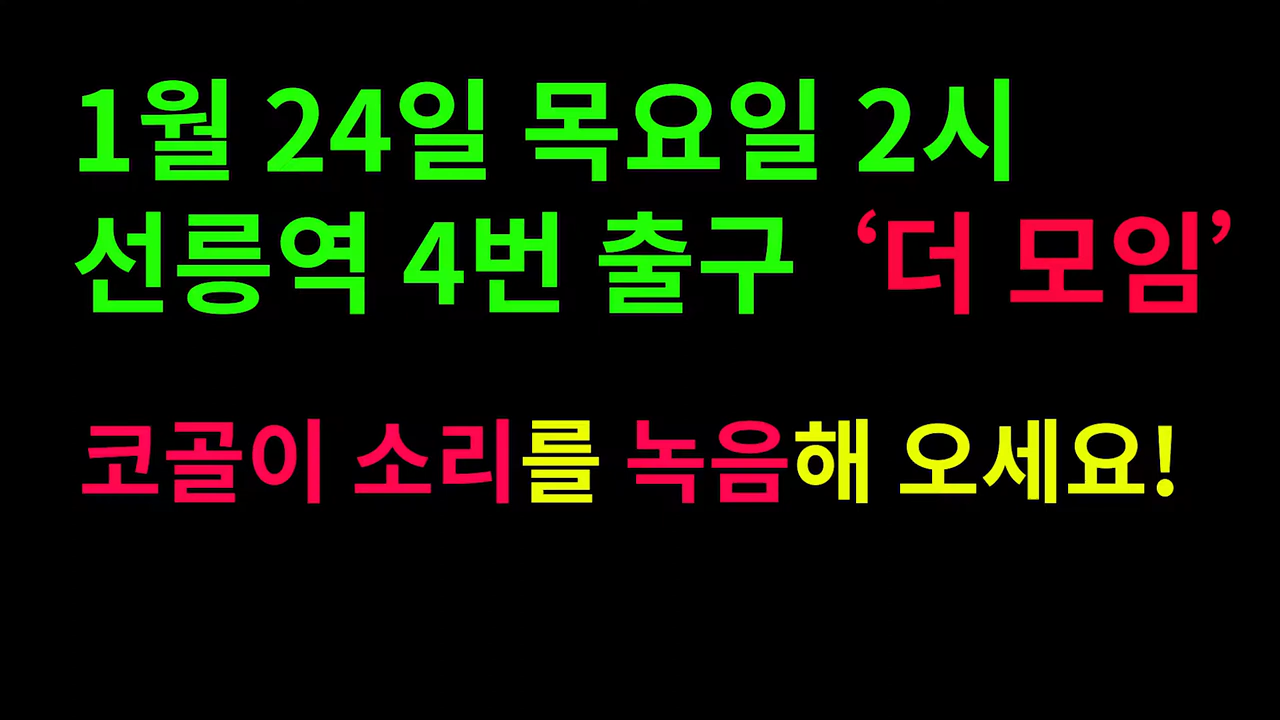 1월 24일 목요일 2시
선릉역 4번 출구 ‘더 모임’
코골이 소리를 녹음해 오세요!